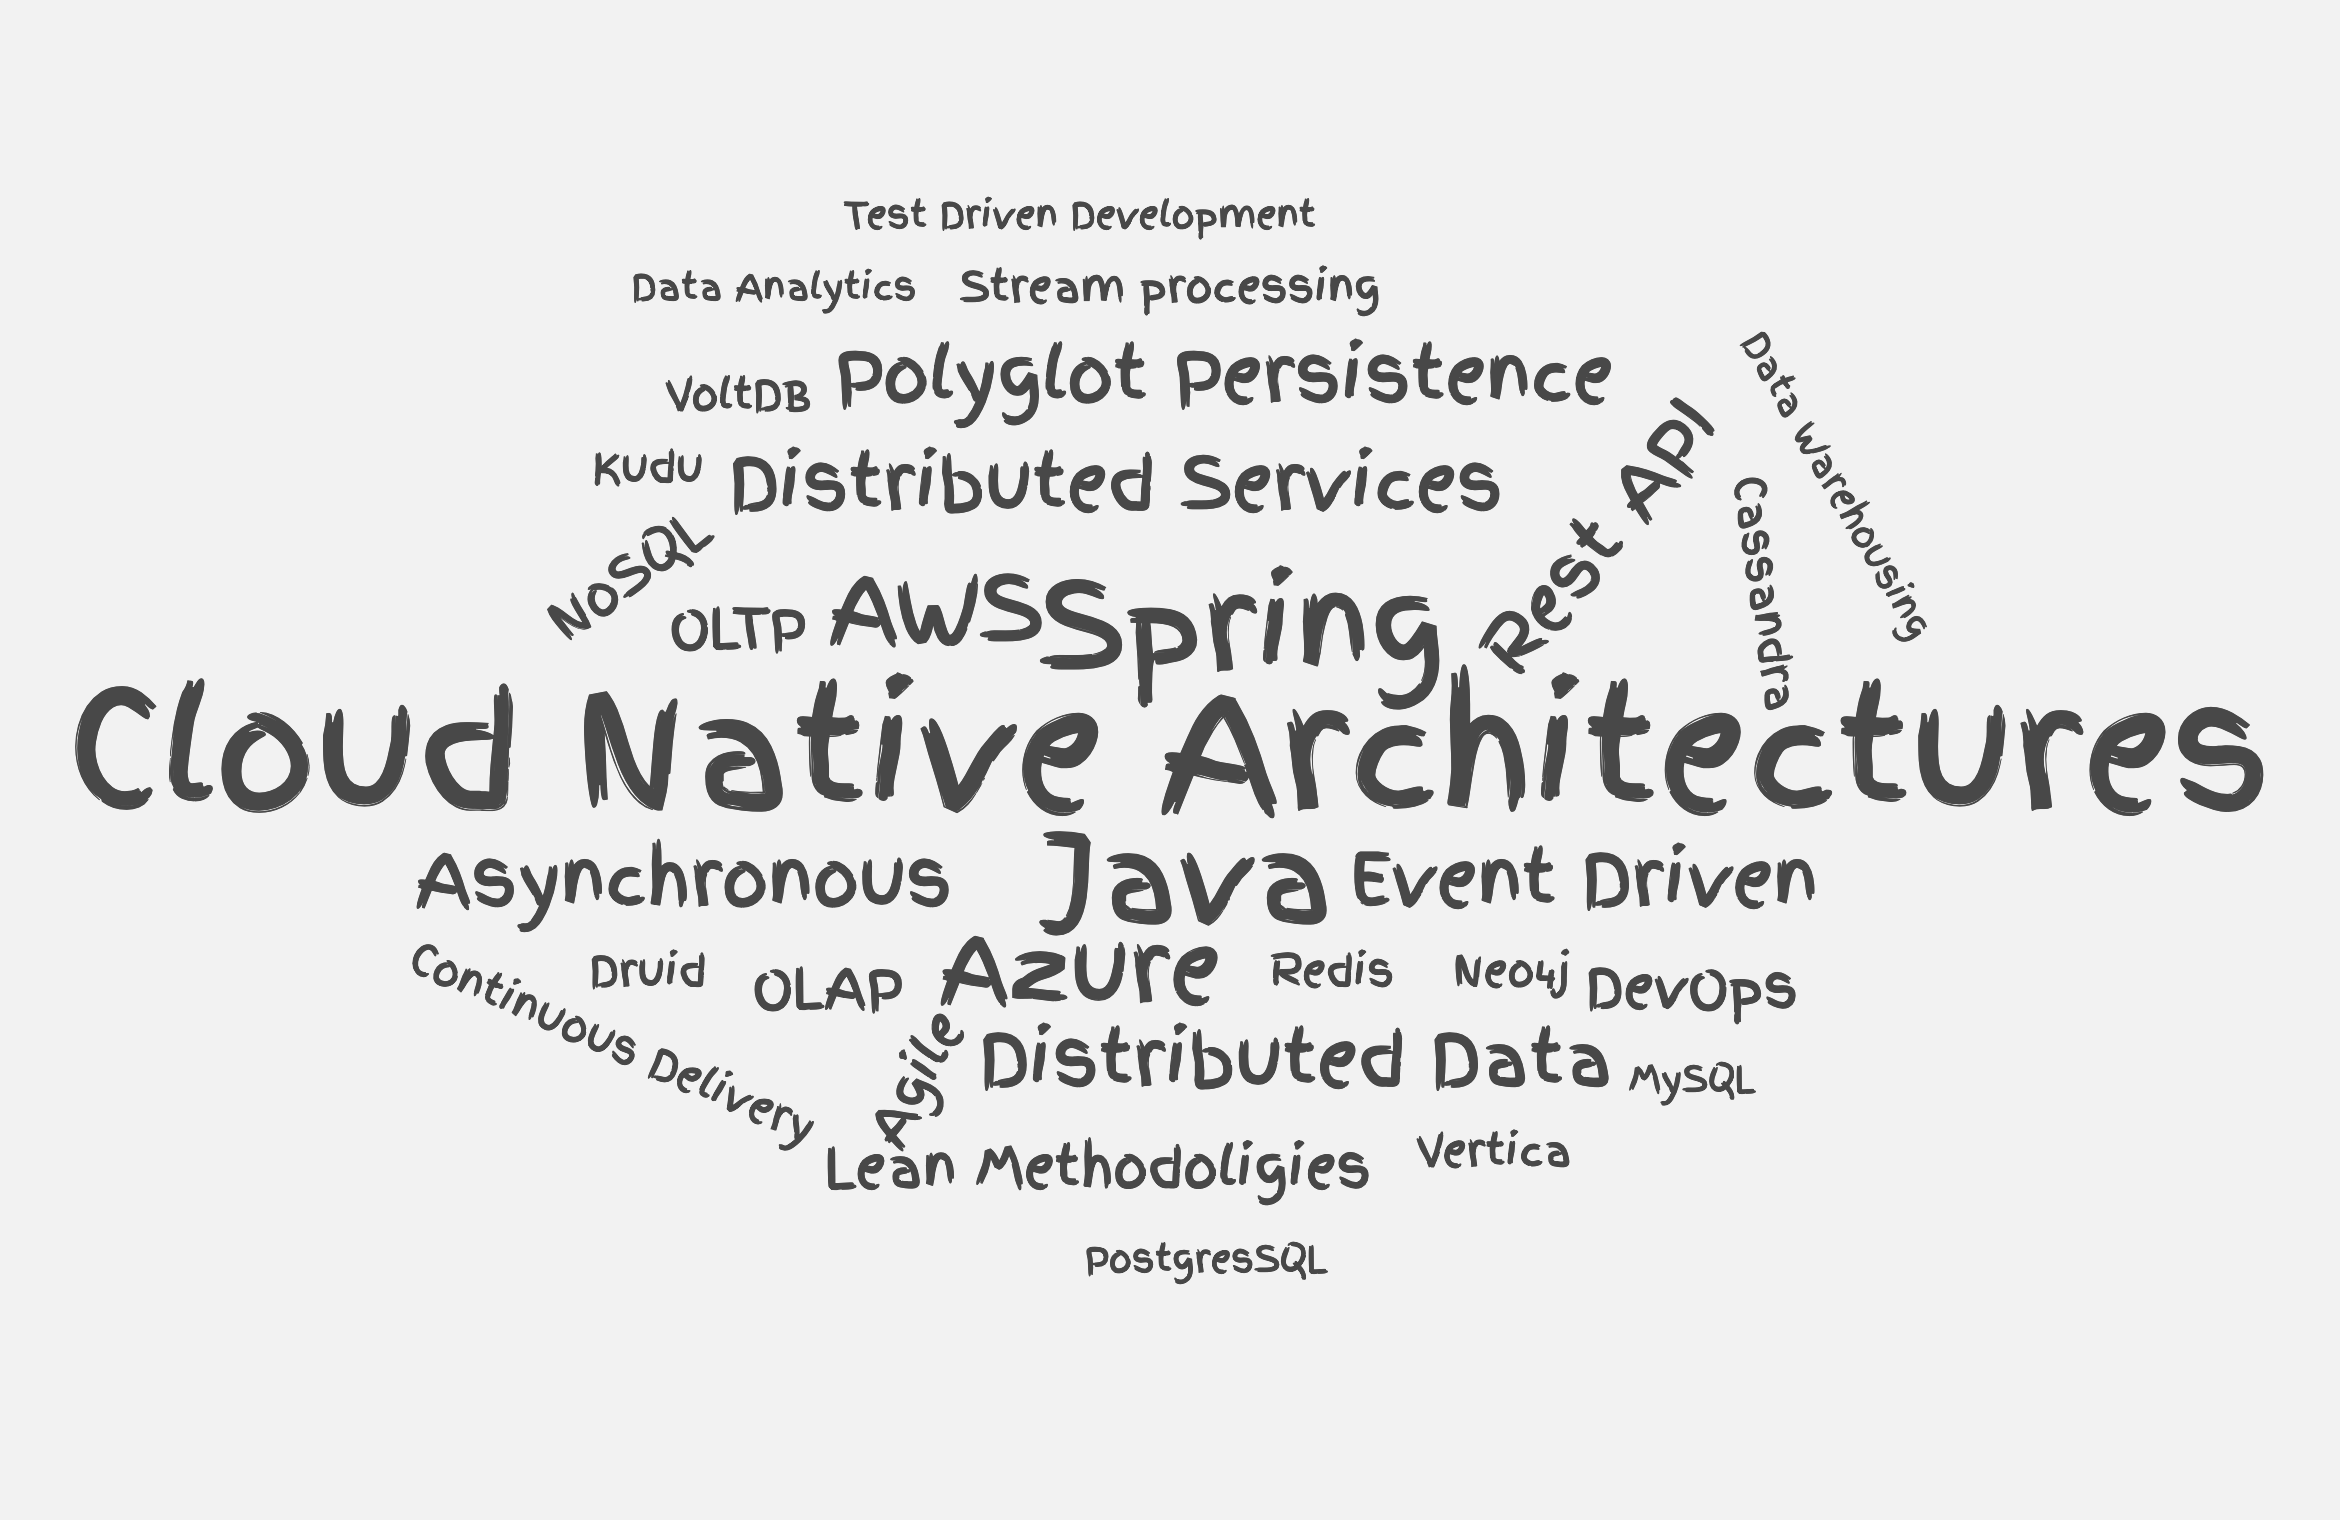 Test Driven Development
Data Analytics
Stream processing
Data Warehousing
VoltDB
Polyglot Persistence
Rest API
Kudu
Distributed Services
Cassandra
NoSQL
OLTP
AWS
Spring
Cloud Native Architectures
Asynchronous
Java
Event Driven
Continuous Delivery
Druid
OLAP
Azure
Redis
Neo4j
DevOps
Agile
Distributed Data
MySQL
Lean Methodoligies
Vertica
PostgresSQL